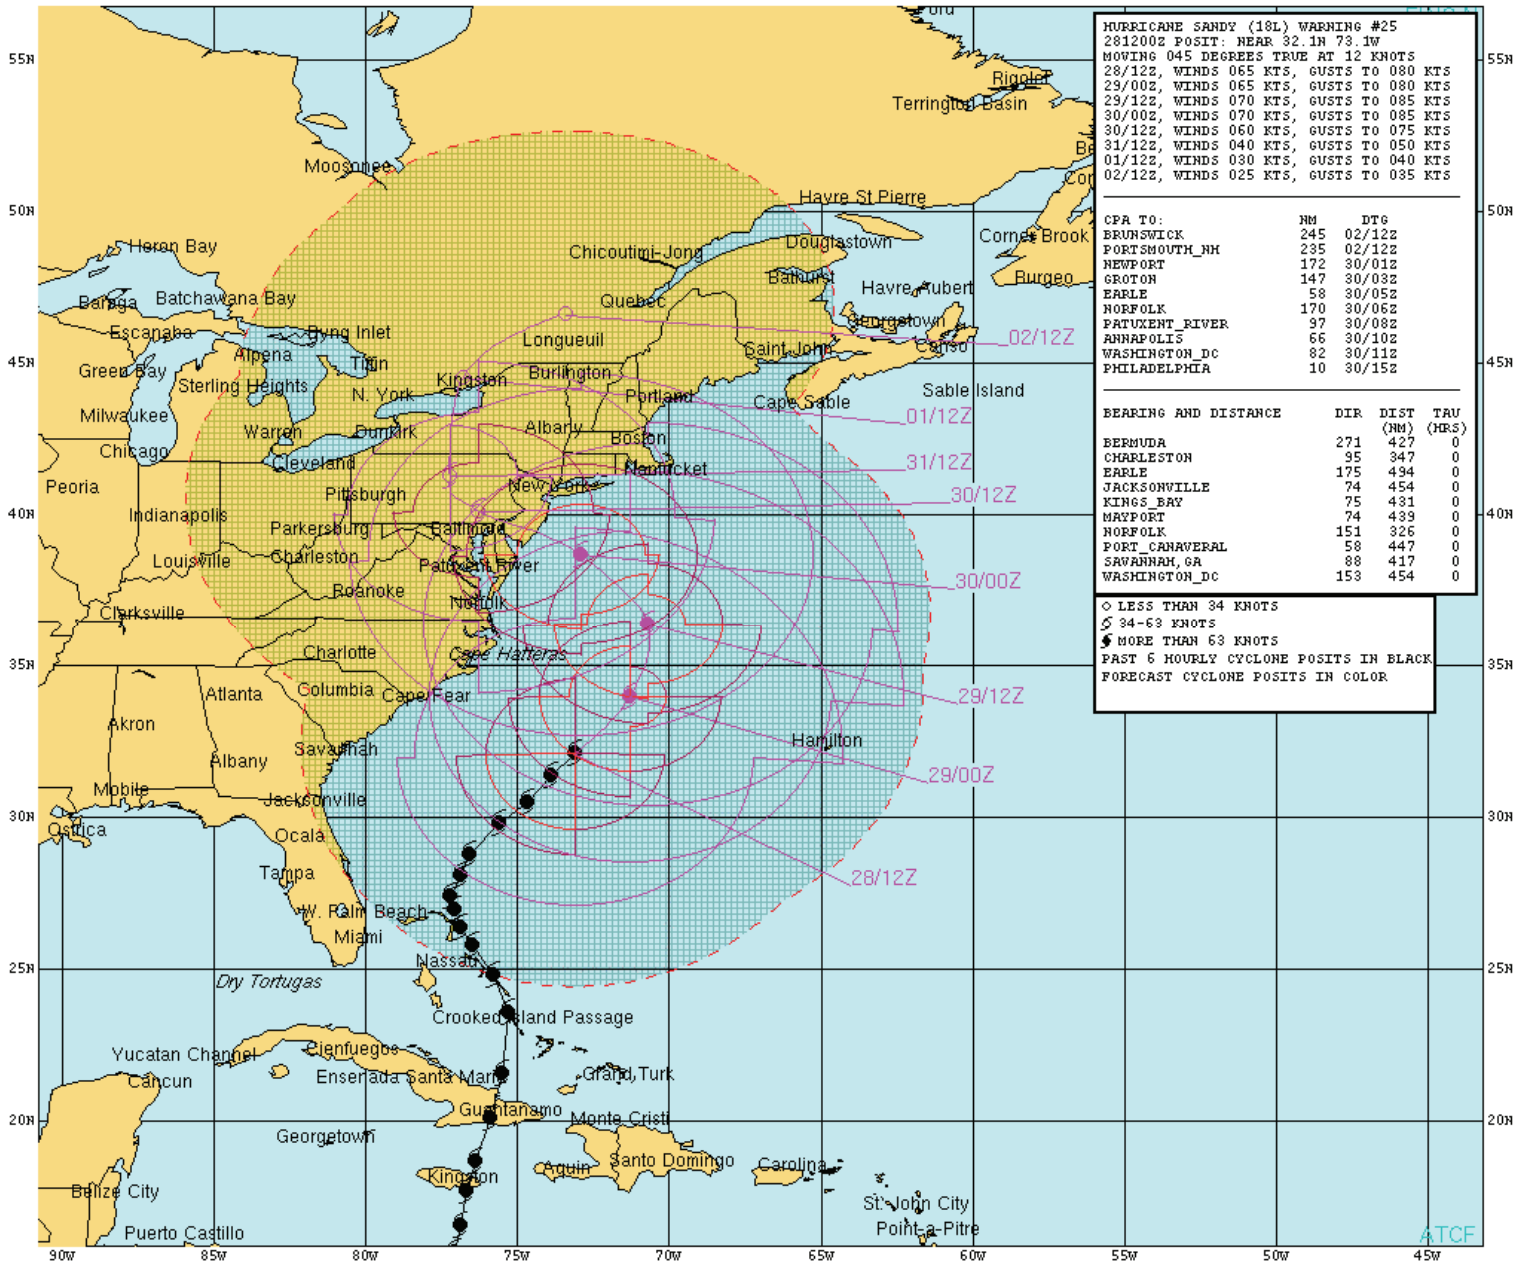 HURRICANE SANDY (18L) WARNING #25
281200Z POSIT: NEAR 32.1N 73.1W
MOVING 045 DEGREES TRUE AT 12 KNOTS
28/12Z, WINDS 065 KTS, GUSTS TO 080 KTS
29/00Z, WINDS 065 KTS, GUSTS TO 080 KTS
29/12Z, WINDS 070 KTS, GUSTS TO 085 KTS
30/00Z, WINDS 070 KTS, GUSTS TO 085 KTS
30/12Z, WINDS 060 KTS, GUSTS TO 075 KTS
31/12Z, WINDS 040 KTS, GUSTS TO 050 KTS
01/12Z, WINDS 030 KTS, GUSTS TO 040 KTS
02/12Z, WINDS 025 KTS, GUSTS TO 035 KTS
CPA TO: NM DTG
BRUNSWICK 245 02/12Z
PORTSMOUTH_NH 235 02/12Z
NEWPORT 172 30/01Z
GROTON 147 30/03Z
EARLE 58 30/05Z
NORFOLK 170 30/06Z
PATUXENT_RIVER 97 30/08Z
ANNAPOLIS 66 30/10Z
WASHINGTON_DC 82 30/11Z
PHILADELPHIA 10 30/15Z
BEARING AND DISTANCE DIR DIST TAU
(NM) (HRS)
BERMUDA 271 427 0
CHARLESTON 95 347 0
EARLE 175 494 0
JACKSONVILLE 74 454 0
KINGS_BAY 75 431 0
MAYPORT 74 439 0
NORFOLK 151 326 0
PORT_CANAVERAL 58 447 0
SAVANNAH,GA 88 417 0
WASHINGTON_DC 153 454 0
LESS THAN 34 KNOTS
34-63 KNOTS
MORE THAN 63 KNOTS
PAST 6 HOURLY CYCLONE POSITS IN BLACK
FORECAST CYCLONE POSITS IN COLOR
55N
55N
Rigolet
Terrington Basin
Moosonee
Havre St Pierre
50N
50N
Heron Bay
Chicoutimi-Jong
Douglastown
Corner Brook
Bathurst
Burgeo
Havre Aubert
Baraga
Batchawana Bay
Quebec
Georgetown
Escanaba
Byng Inlet
Longueuil
02/12Z
Saint John
Canso
45N
45N
Alpena
Tiffin
Green Bay
Sterling Heights
Kingston
Burlington
N. York
Portland
Cape Sable
Sable Island
Milwaukee
01/12Z
Warren
Dunkirk
Albany
Boston
Chicago
Cleveland
Nantucket
31/12Z
Peoria
Pittsburgh
New York
30/12Z
Indianapolis
40N
40N
Parkersburg
Baltimore
Louisville
Charleston
Patuxent River
30/00Z
Roanoke
Clarksville
Norfolk
Charlotte
Cape Hatteras
35N
35N
Atlanta
Columbia
Cape Fear
29/12Z
Akron
Savannah
Hamilton
Albany
29/00Z
Mobile
Jacksonville
30N
30N
Ostrica
Ocala
Tampa
28/12Z
W. Palm Beach
Miami
Nassau
25N
25N
Dry Tortugas
Crooked Island Passage
Yucatan Channel
Cienfuegos
Cancun
Ensenada Santa Maria
Grand Turk
Guantanamo
Monte Cristi
20N
20N
Georgetown
Kingston
Aquin
Santo Domingo
Carolina
Belize City
St. John City
Puerto Castillo
Point-a-Pitre
ATCF
90W 85W 80W 75W 70W 65W 60W 55W 50W 45W